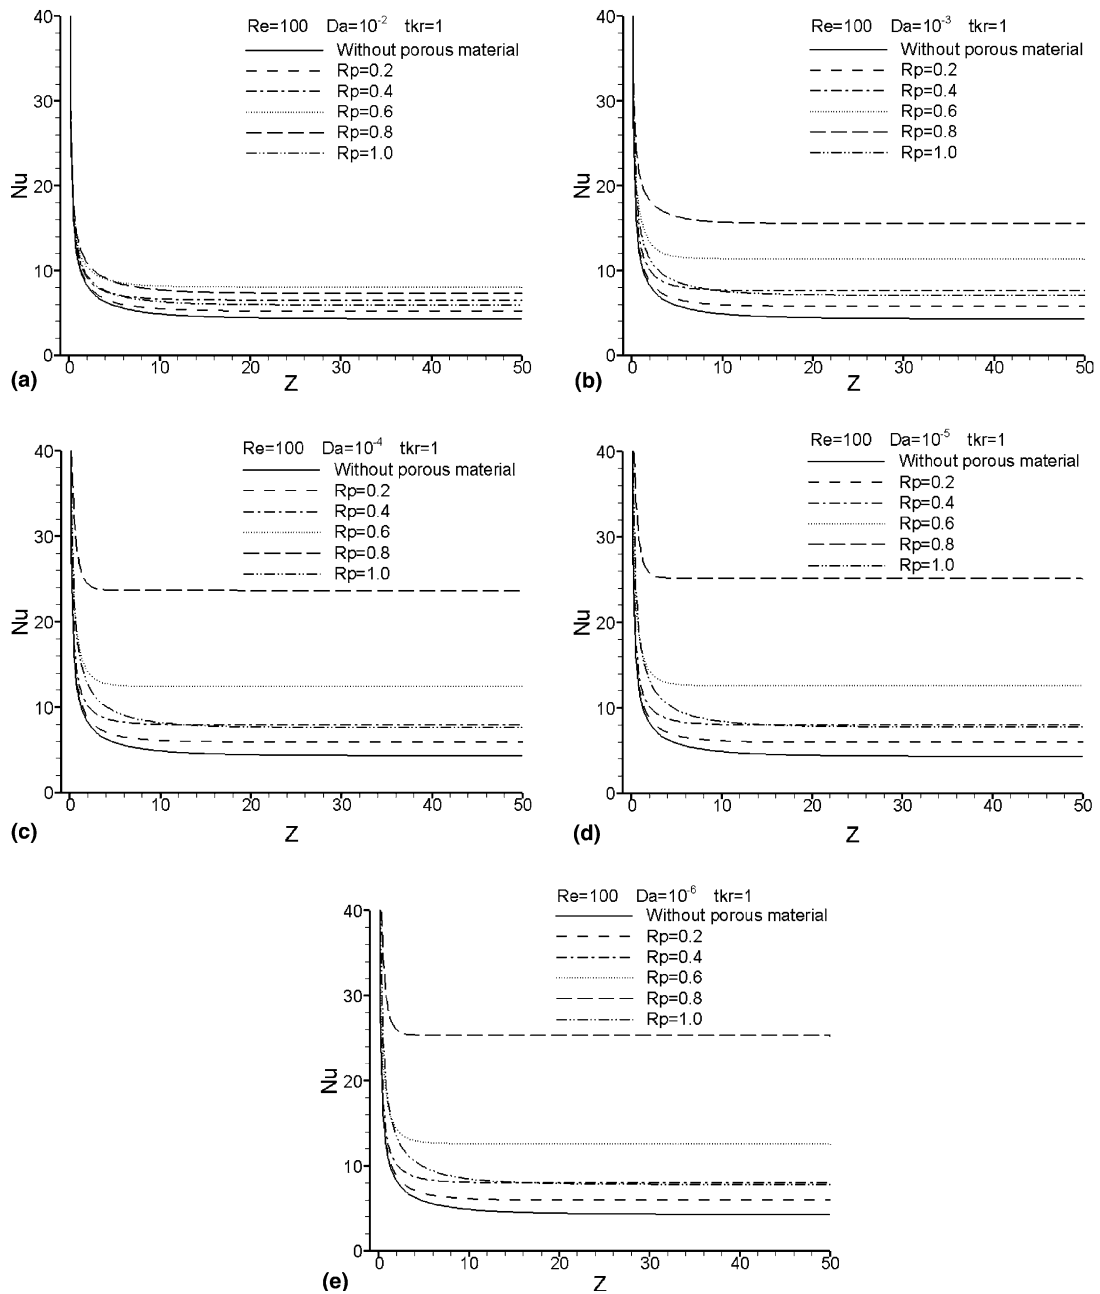 Re=100 Da=10-2 tkr=1
Without porous material
Rp=0.2
Rp=0.4
Rp=0.6
Rp=0.8
Rp=1.0
40
30
20
10
0
Nu
0 10 20 30 40 50
Z
(a)
Re=100 Da=10-3 tkr=1
Without porous material
Rp=0.2
Rp=0.4
Rp=0.6
Rp=0.8
Rp=1.0
40
30
20
10
0
Nu
0 10 20 30 40 50
Z
(b)
Re=100 Da=10-4 tkr=1
Without porous material
Rp=0.2
Rp=0.4
Rp=0.6
Rp=0.8
Rp=1.0
40
30
20
10
0
Nu
0 10 20 30 40 50
Z
(c)
Re=100 Da=10-5 tkr=1
Without porous material
Rp=0.2
Rp=0.4
Rp=0.6
Rp=0.8
Rp=1.0
40
30
20
10
0
Nu
0 10 20 30 40 50
Z
(d)
Re=100 Da=10-6 tkr=1
Without porous material
Rp=0.2
Rp=0.4
Rp=0.6
Rp=0.8
Rp=1.0
40
30
20
10
0
Nu
0 10 20 30 40 50
Z
(e)